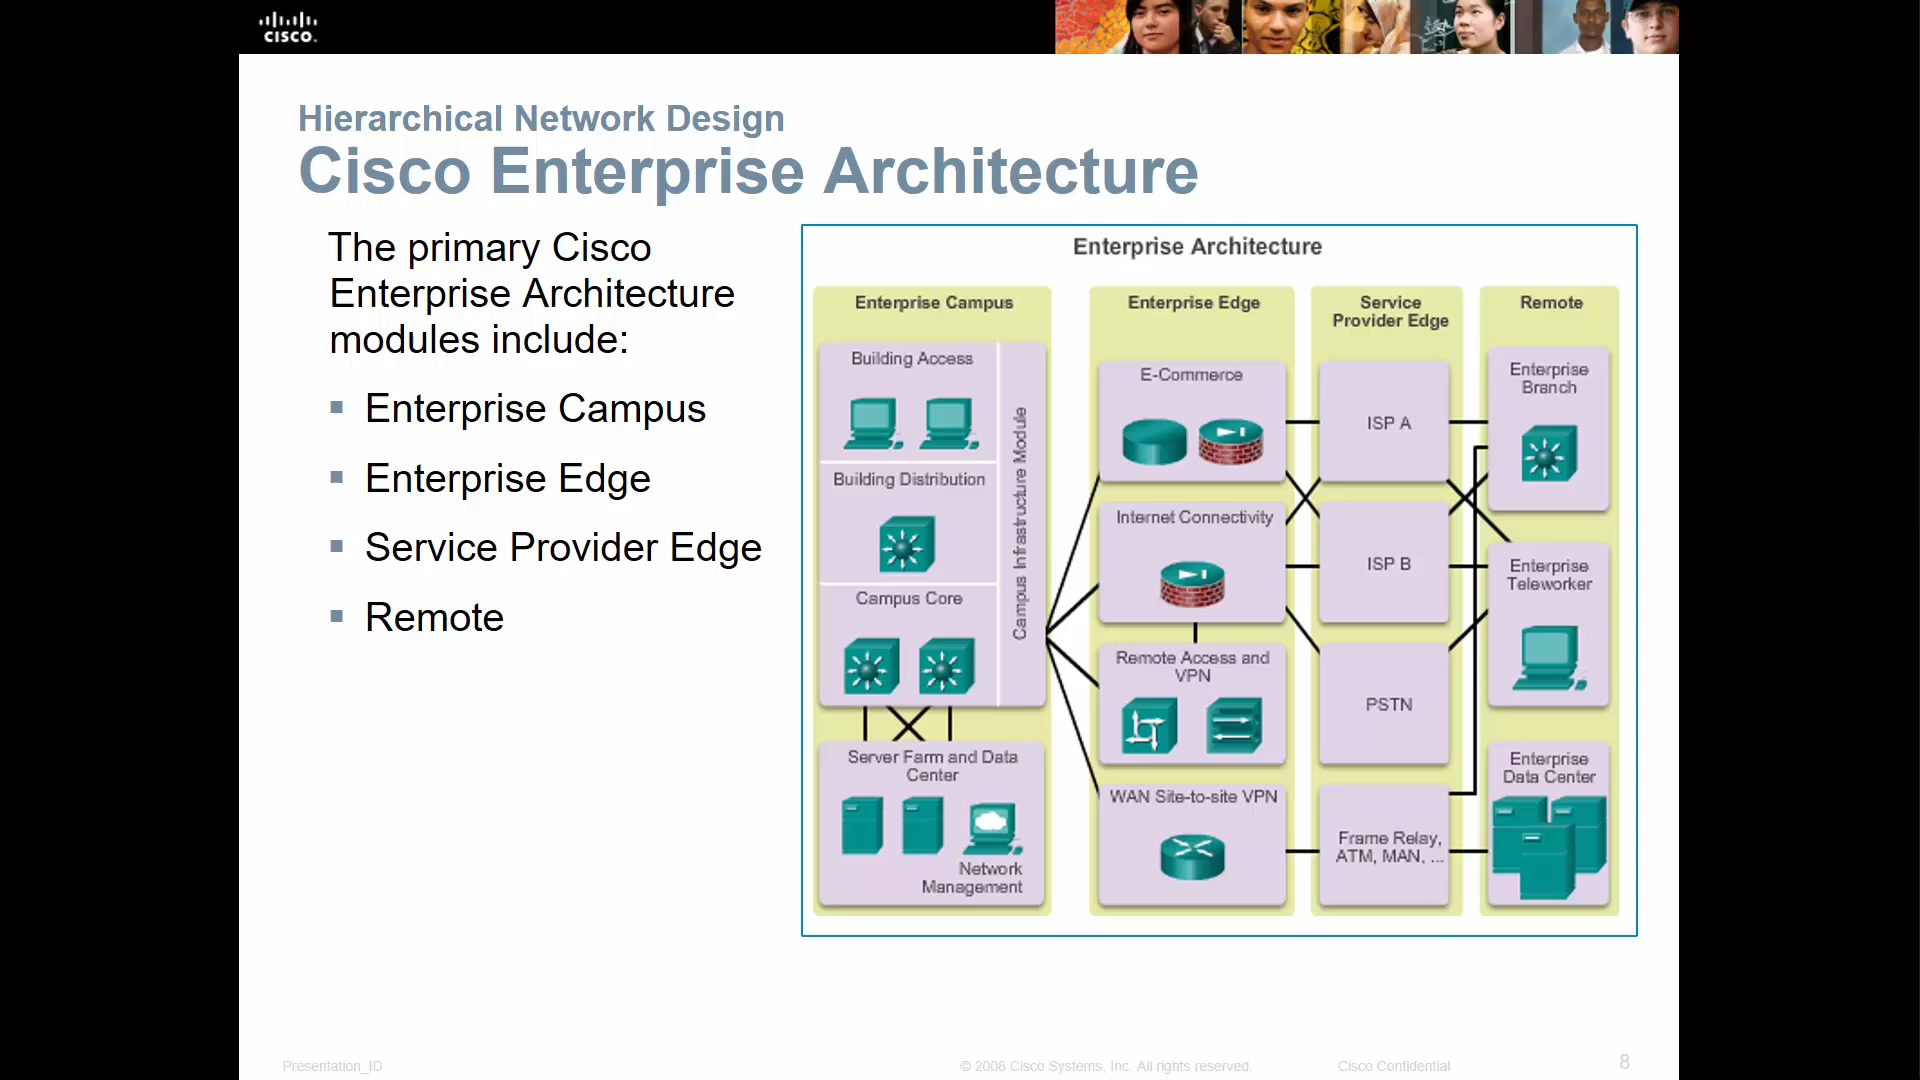 CISCO.
Hierarchical Network Design
Cisco Enterprise Architecture
The primary Cisco
Enterprise Architecture
modules include:
Enterprise Campus
Enterprise Edge
Service Provider Edge
Remote
Enterprise Architecture
Enterprise Campus
Building Access
Building Distribution
Campus Core
Campus Infrastructure Module
Server Farm and Data
Center
Network
Management
Enterprise Edge
E-Commerce
Internet Connectivity
Remote Access and
VPN
WAN Site-to-site VPN
Service
Provider Edge
ISP A
ISP B
PSTN
Frame Relay,
ATM, MAN, ...
Remote
Enterprise
Branch
Enterprise
Teleworker
Enterprise
Data Center
Presentation_ID
© 2008 Cisco Systems, Inc. All rights reserved.
Cisco Confidential
8